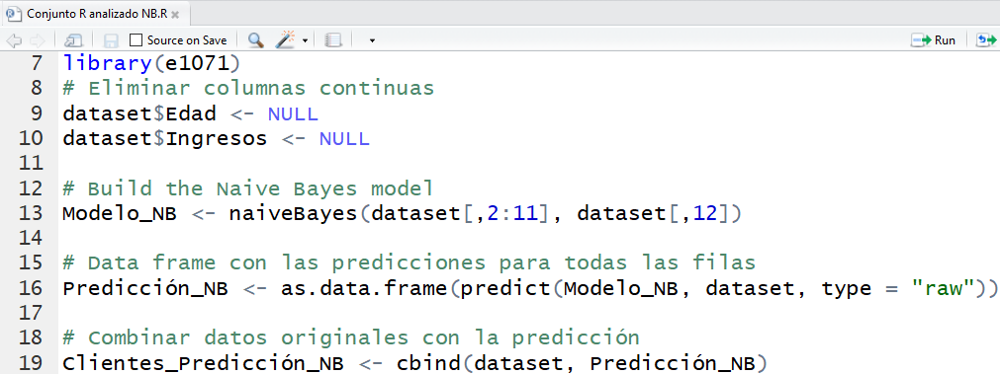 Conjunto R analizado NB.R
Source on Save
Run
7 library(e1071)
8 # Eliminar columnas continuas
9 dataset$Edad <- NULL
10 dataset$Ingresos <- NULL
11
12 # Build the Naive Bayes model
13 Modelo_NB <- naiveBayes(dataset[,2:11], dataset[,12])
14
15 # Data frame con las predicciones para todas las filas
16 Predicción_NB <- as.data.frame(predict(Modelo_NB, dataset, type = "raw"))
17
18 # Combinar datos originales con la predicción
19 Clientes_Predicción_NB <- cbind(dataset, Predicción_NB)